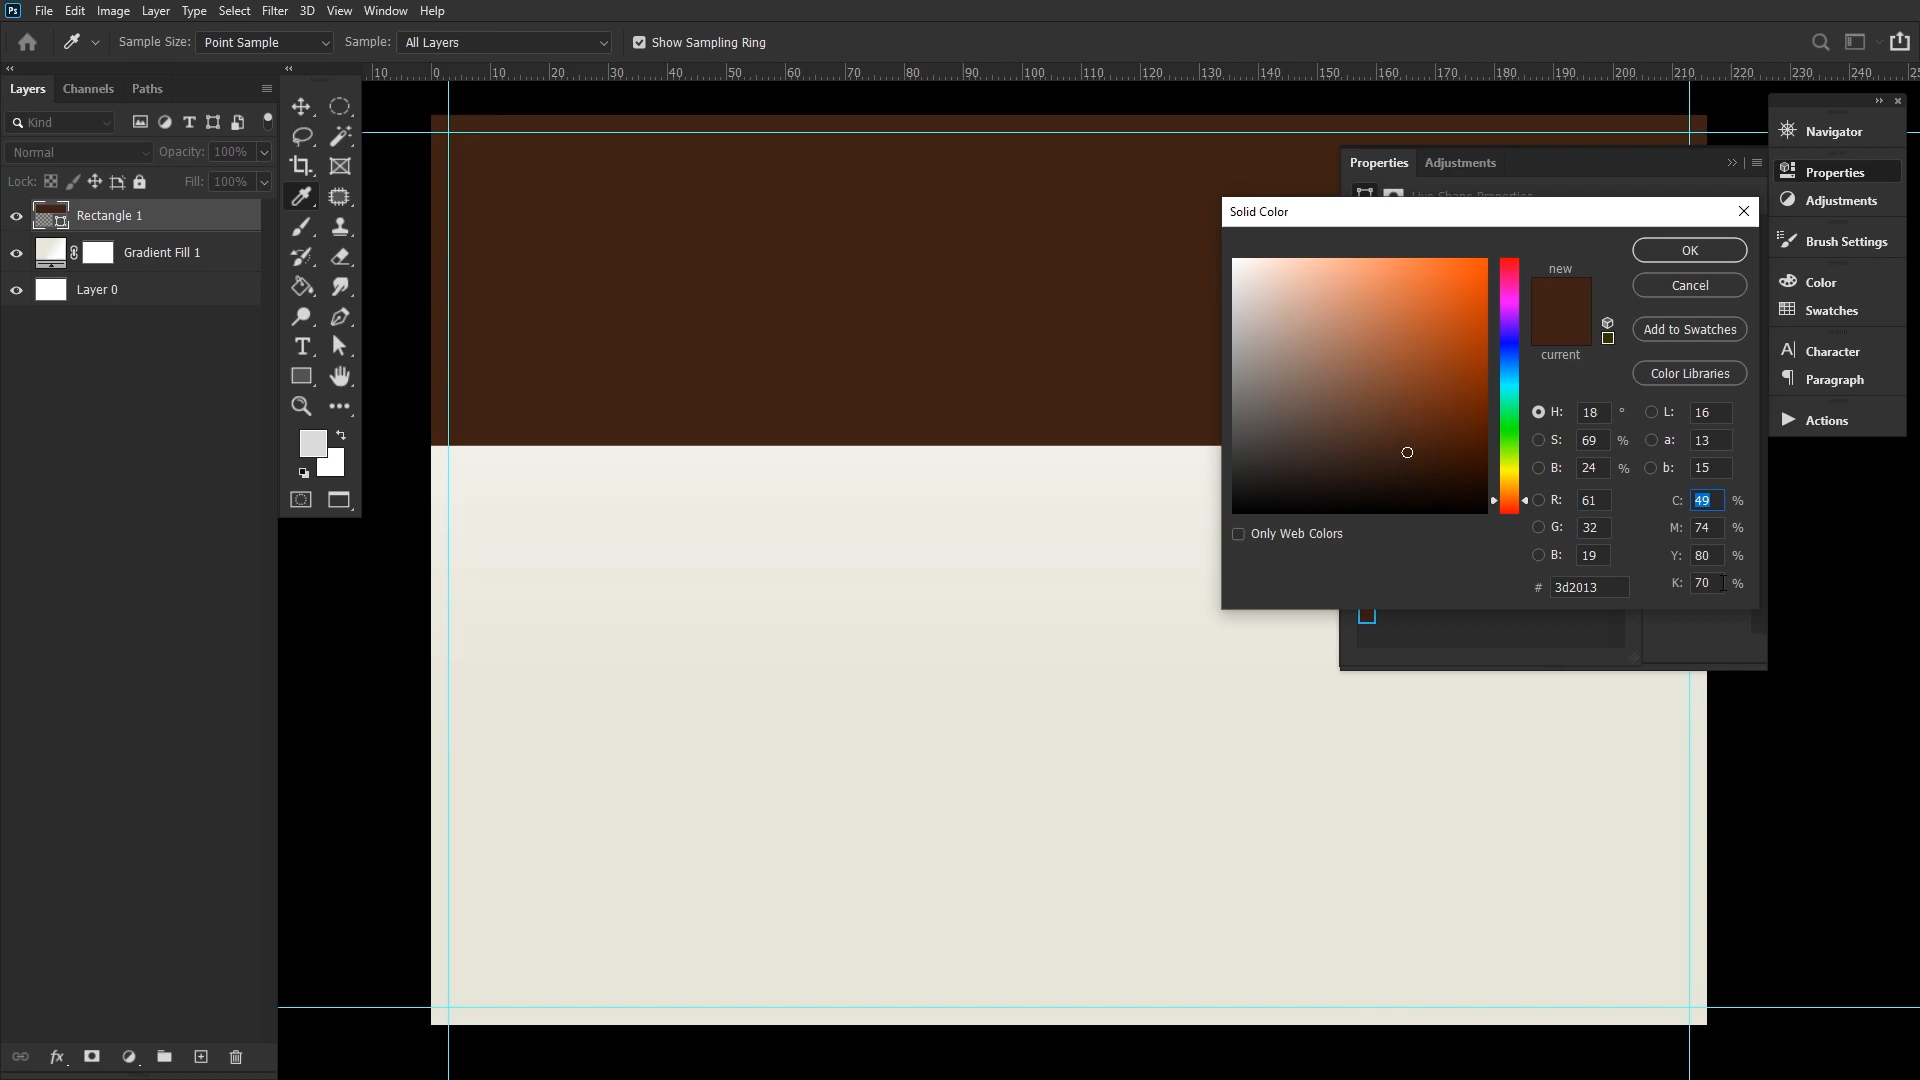 Ps File Edit Image Layer Type Select Filter 3D View Window Help
Sample Size: Point Sample Sample: All Layers Show Sampling Ring
10 0 10 20 30 40 50 60 70 80 90 100 110 120 130 140 150 160 170 180 190 200 210 220 230 240 25
Layers Channels Paths
Kind
Normal Opacity: 100%
Lock: Fill: 100%
Rectangle 1
Gradient Fill 1
Layer 0
Properties Adjustments
Live Shape Properties
Solid Color
new
current
OK
Cancel
Add to Swatches
Color Libraries
H: 18 ° L: 16
S: 69 % a: 13
B: 24 % b: 15
R: 61 C: 49 %
G: 32 M: 74 %
B: 19 Y: 80 %
# 3d2013 K: 70 %
Only Web Colors
Navigator
Properties
Adjustments
Brush Settings
Color
Swatches
Character
Paragraph
Actions